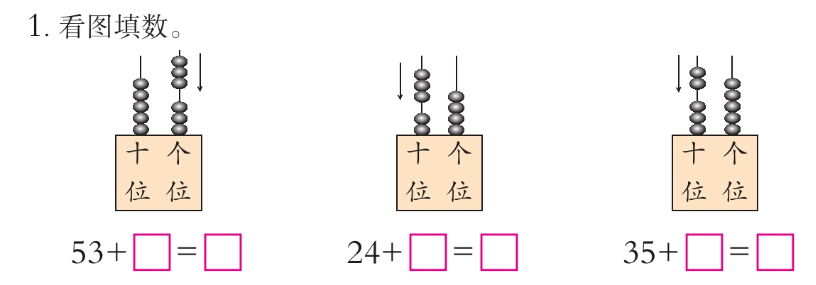 1. 看图填数。
十 个 十 个 十 个
位 位 位 位 位 位
53+□=□ 24+□=□ 35+□=□